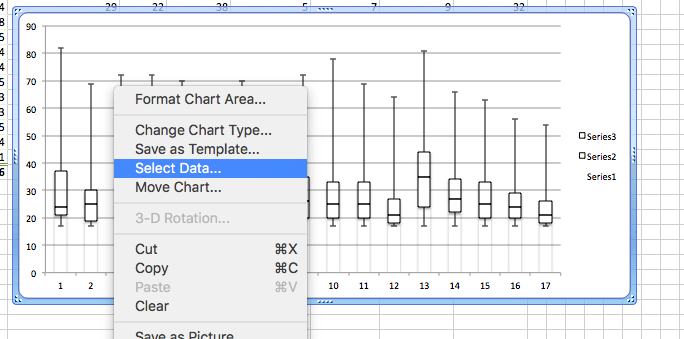 29 22 38 5 7 9 32
90
80
70
60
50
40
30
20
10
0
1 2 10 11 12 13 14 15 16 17
Series3
Series2
Series1
Format Chart Area...
Change Chart Type...
Save as Template...
Select Data...
Move Chart...
3-D Rotation...
Cut ⌘X
Copy ⌘C
Paste ⌘V
Clear
Save as Picture